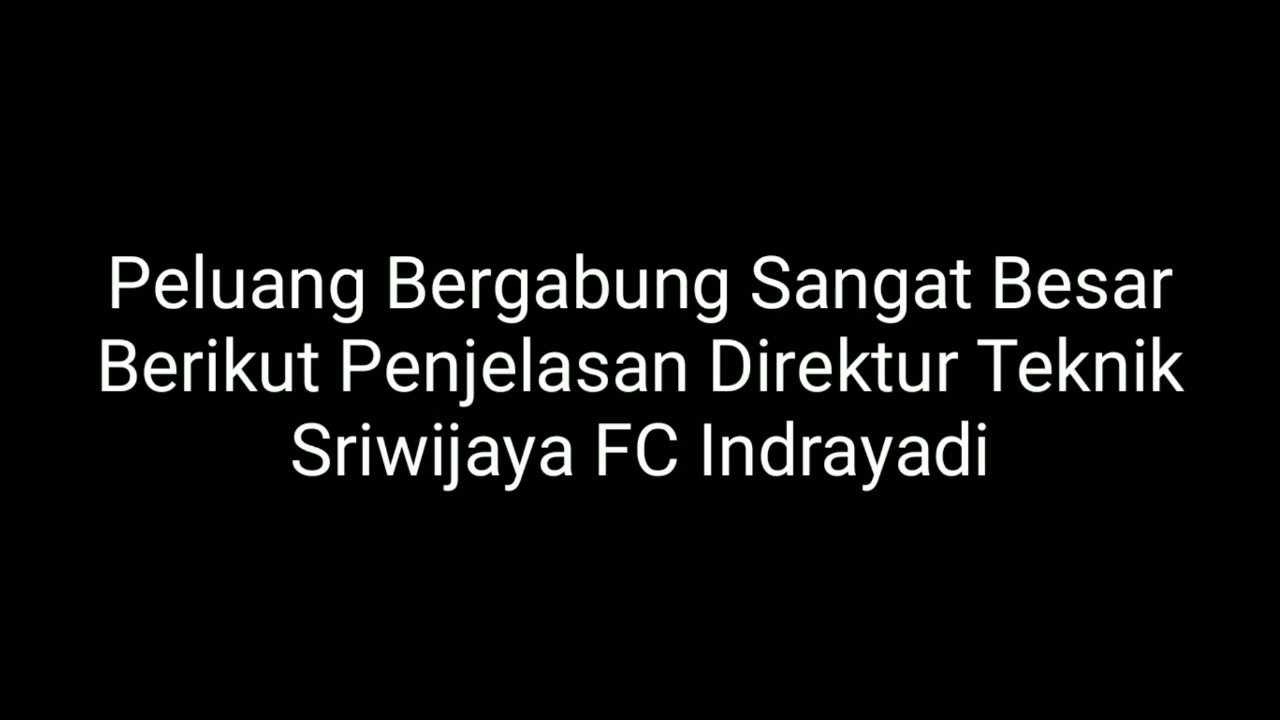 Peluang Bergabung Sangat Besar
Berikut Penjelasan Direktur Teknik
Sriwijaya FC Indrayadi